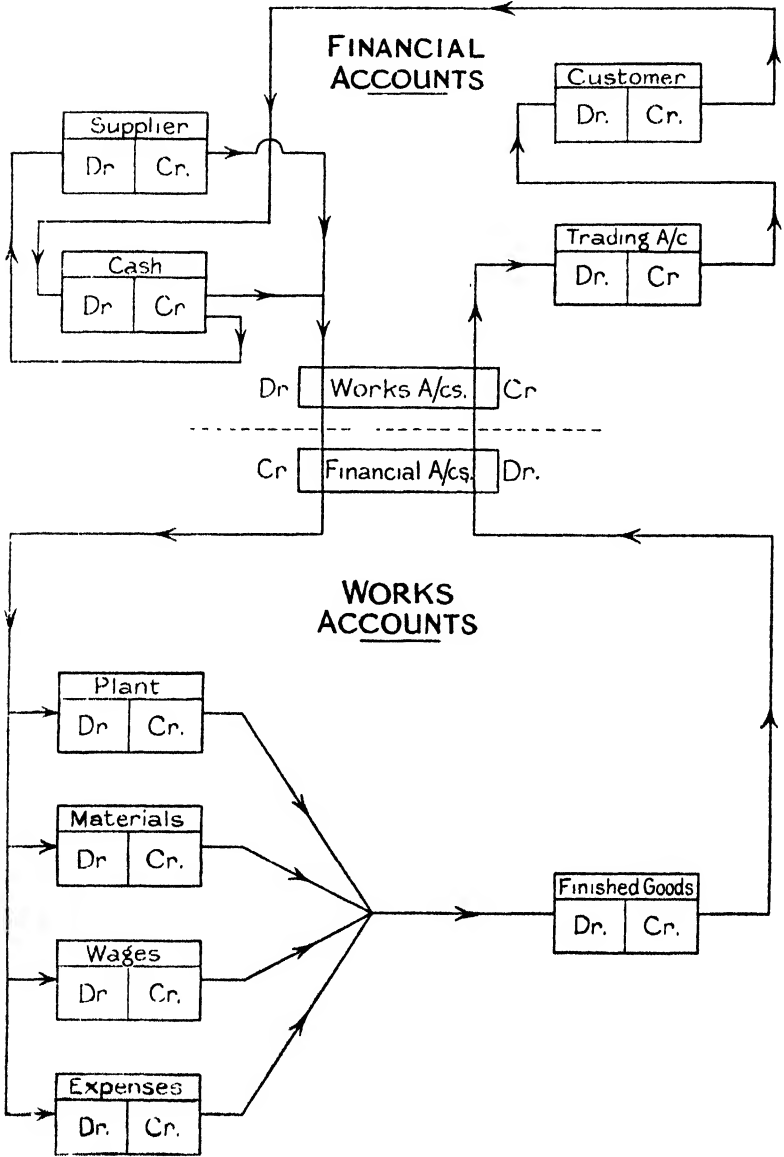 FINANCIAL
ACCOUNTS
Customer
Dr. Cr.
Supplier
Dr Cr.
Trading A/c
Dr. Cr
Cash
Dr Cr
Dr Works A/cs. Cr
Cr Financial A/cs. Dr.
WORKS
ACCOUNTS
Plant
Dr Cr.
Materials
Dr Cr.
Finished Goods
Dr. Cr.
Wages
Dr Cr.
Expenses
Dr. Cr.